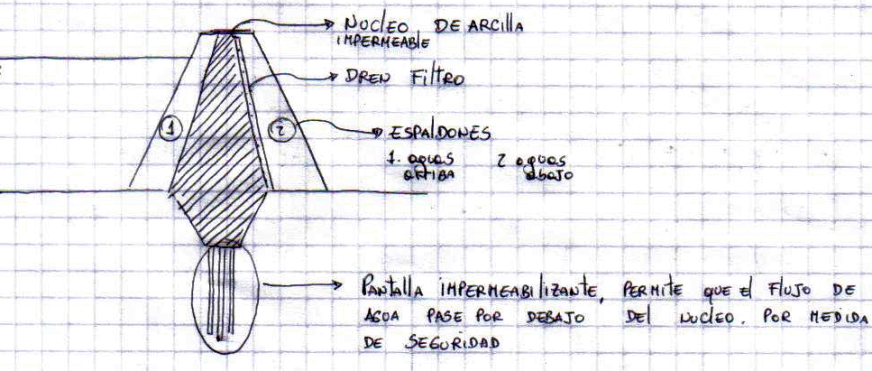 NUCLEO DE ARCILLA
IMPERMEABLE
DREN FILTRO
1
2
ESPALDONES
1. aguas 2 aguas
arriba abajo
PANTALLA IMPERMEABILIZANTE, PERMITE QUE el FLUJO DE
AGUA PASE POR DEBAJO DEL NUCLEO. POR MEDIDA
DE SEGURIDAD